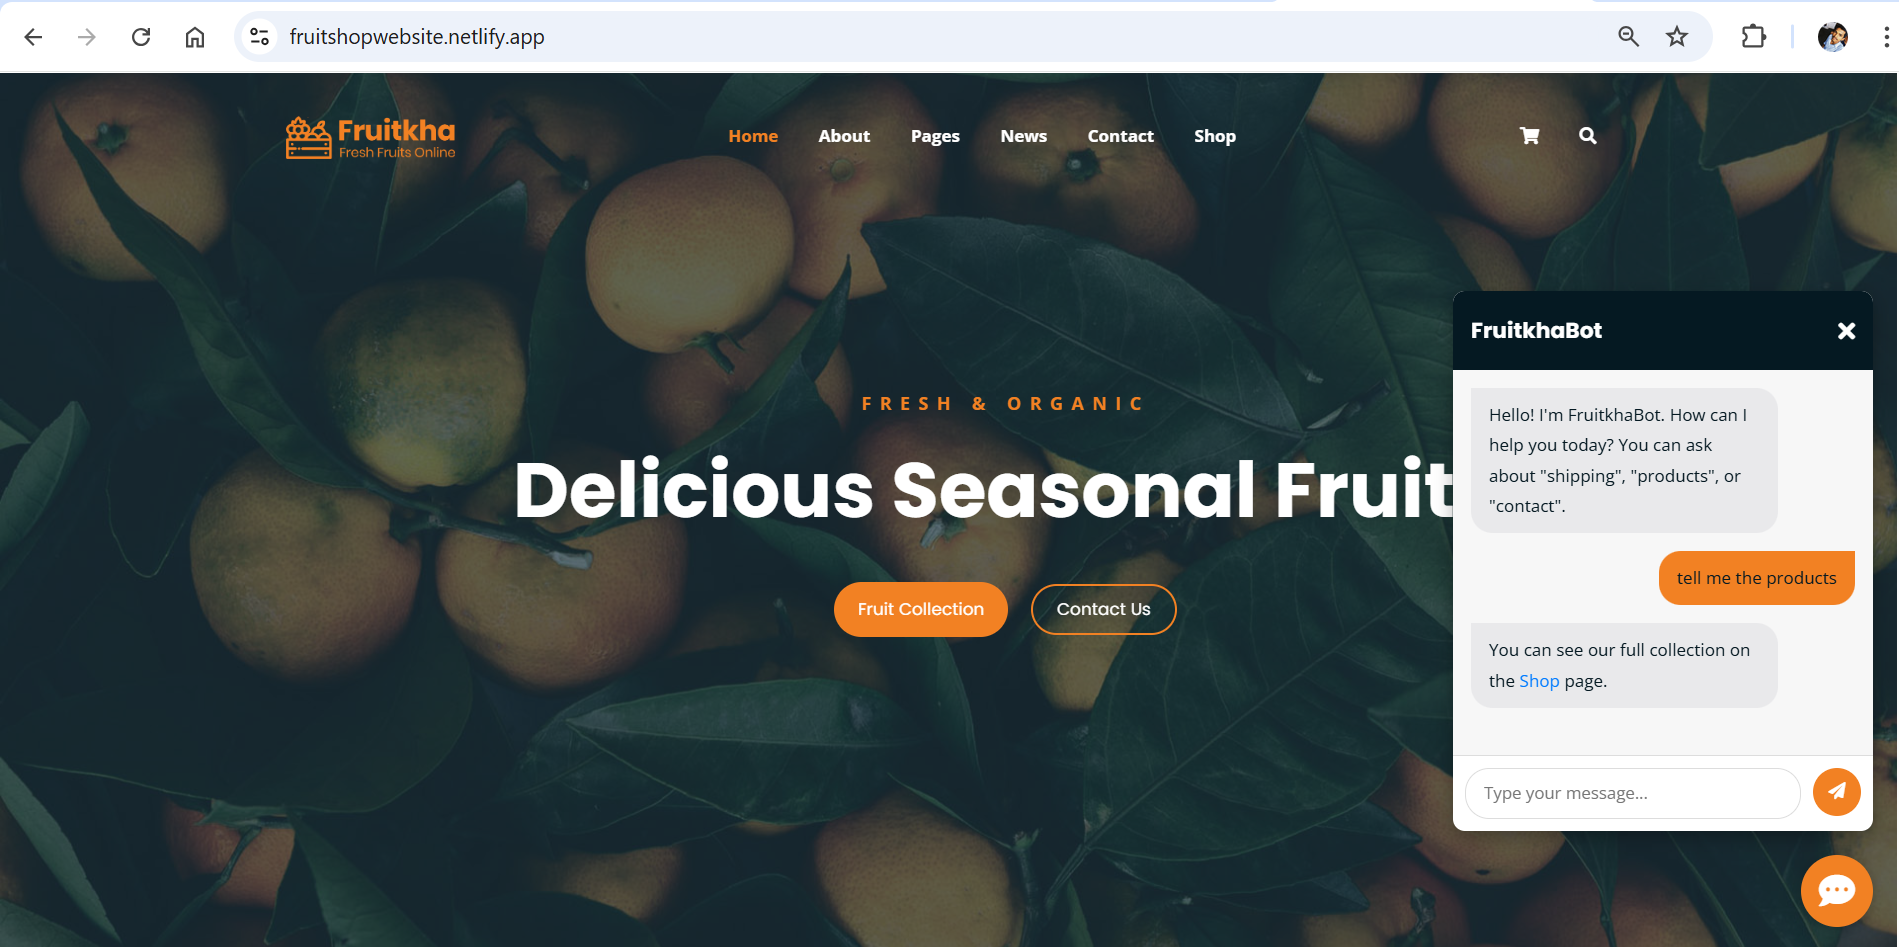 fruitshopwebsite.netlify.app
Fruitkha
Fresh Fruits Online
Home About Pages News Contact Shop
FRESH & ORGANIC
Delicious Seasonal Fruit
Fruit Collection Contact Us
FruitkhaBot
Hello! I'm FruitkhaBot. How can I
help you today? You can ask
about "shipping", "products", or
"contact".
tell me the products
You can see our full collection on
the Shop page.
Type your message...